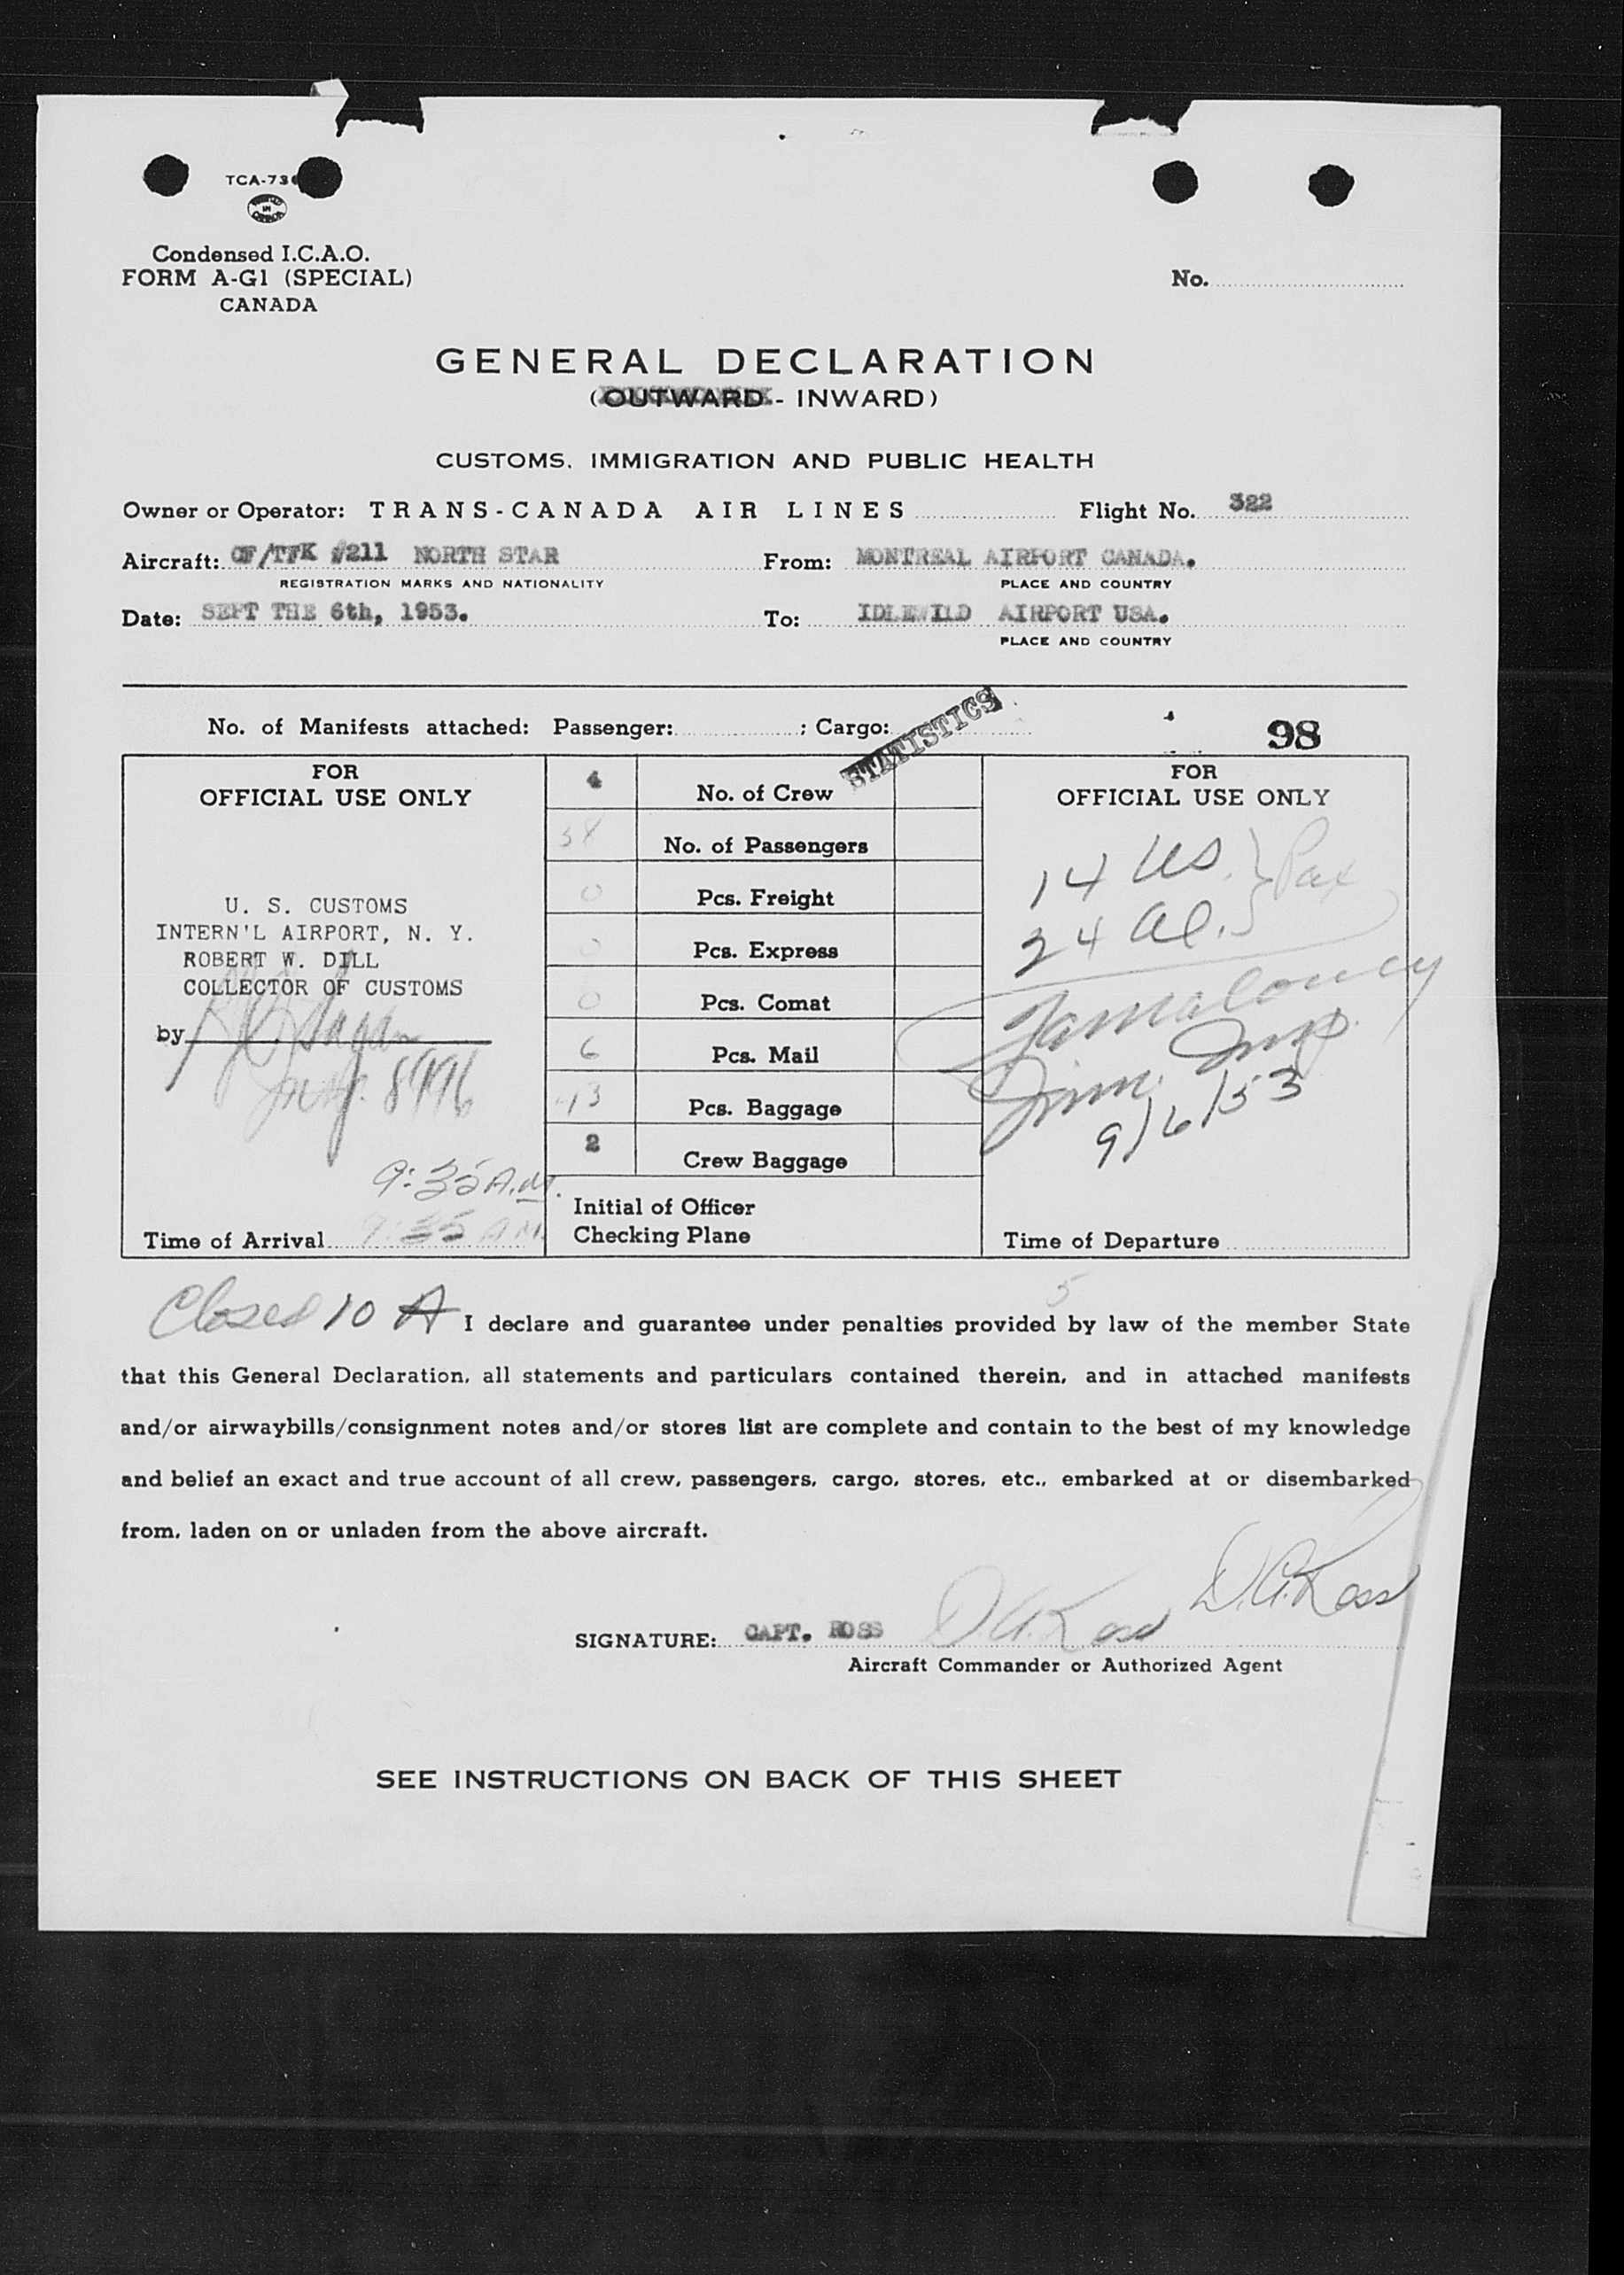 TCA-73
PRINTED IN CANADA
Condensed I.C.A.O.
FORM A-G1 (SPECIAL)
CANADA
No.
GENERAL DECLARATION
(OUTWARD - INWARD)
CUSTOMS, IMMIGRATION AND PUBLIC HEALTH
Owner or Operator: TRANS-CANADA AIR LINES Flight No. 322
Aircraft: CF/TFK #211 NORTH STAR From: MONTREAL AIRPORT CANADA.
REGISTRATION MARKS AND NATIONALITY PLACE AND COUNTRY
Date: SEPT THE 6th, 1953. To: IDLEWILD AIRPORT USA.
PLACE AND COUNTRY
No. of Manifests attached: Passenger: ; Cargo:
STATISTICS
98
FOR
OFFICIAL USE ONLY
U. S. CUSTOMS
INTERN'L AIRPORT, N. Y.
ROBERT W. DILL
COLLECTOR OF CUSTOMS
by
9:35 A.M.
Time of Arrival 9:35 A.M.
4 No. of Crew
38 No. of Passengers
0 Pcs. Freight
0 Pcs. Express
0 Pcs. Comat
6 Pcs. Mail
13 Pcs. Baggage
2 Crew Baggage
Initial of Officer
Checking Plane
FOR
OFFICIAL USE ONLY
14 US. } Pax
24 al.
Imm. Insp.
9/6/53
Time of Departure
5
Closed 10 A I declare and guarantee under penalties provided by law of the member State
that this General Declaration, all statements and particulars contained therein, and in attached manifests
and/or airwaybills/consignment notes and/or stores list are complete and contain to the best of my knowledge
and belief an exact and true account of all crew, passengers, cargo, stores, etc., embarked at or disembarked
from, laden on or unladen from the above aircraft.
D.A. Ross
SIGNATURE: CAPT. ROSS D.A. Ross
Aircraft Commander or Authorized Agent
SEE INSTRUCTIONS ON BACK OF THIS SHEET